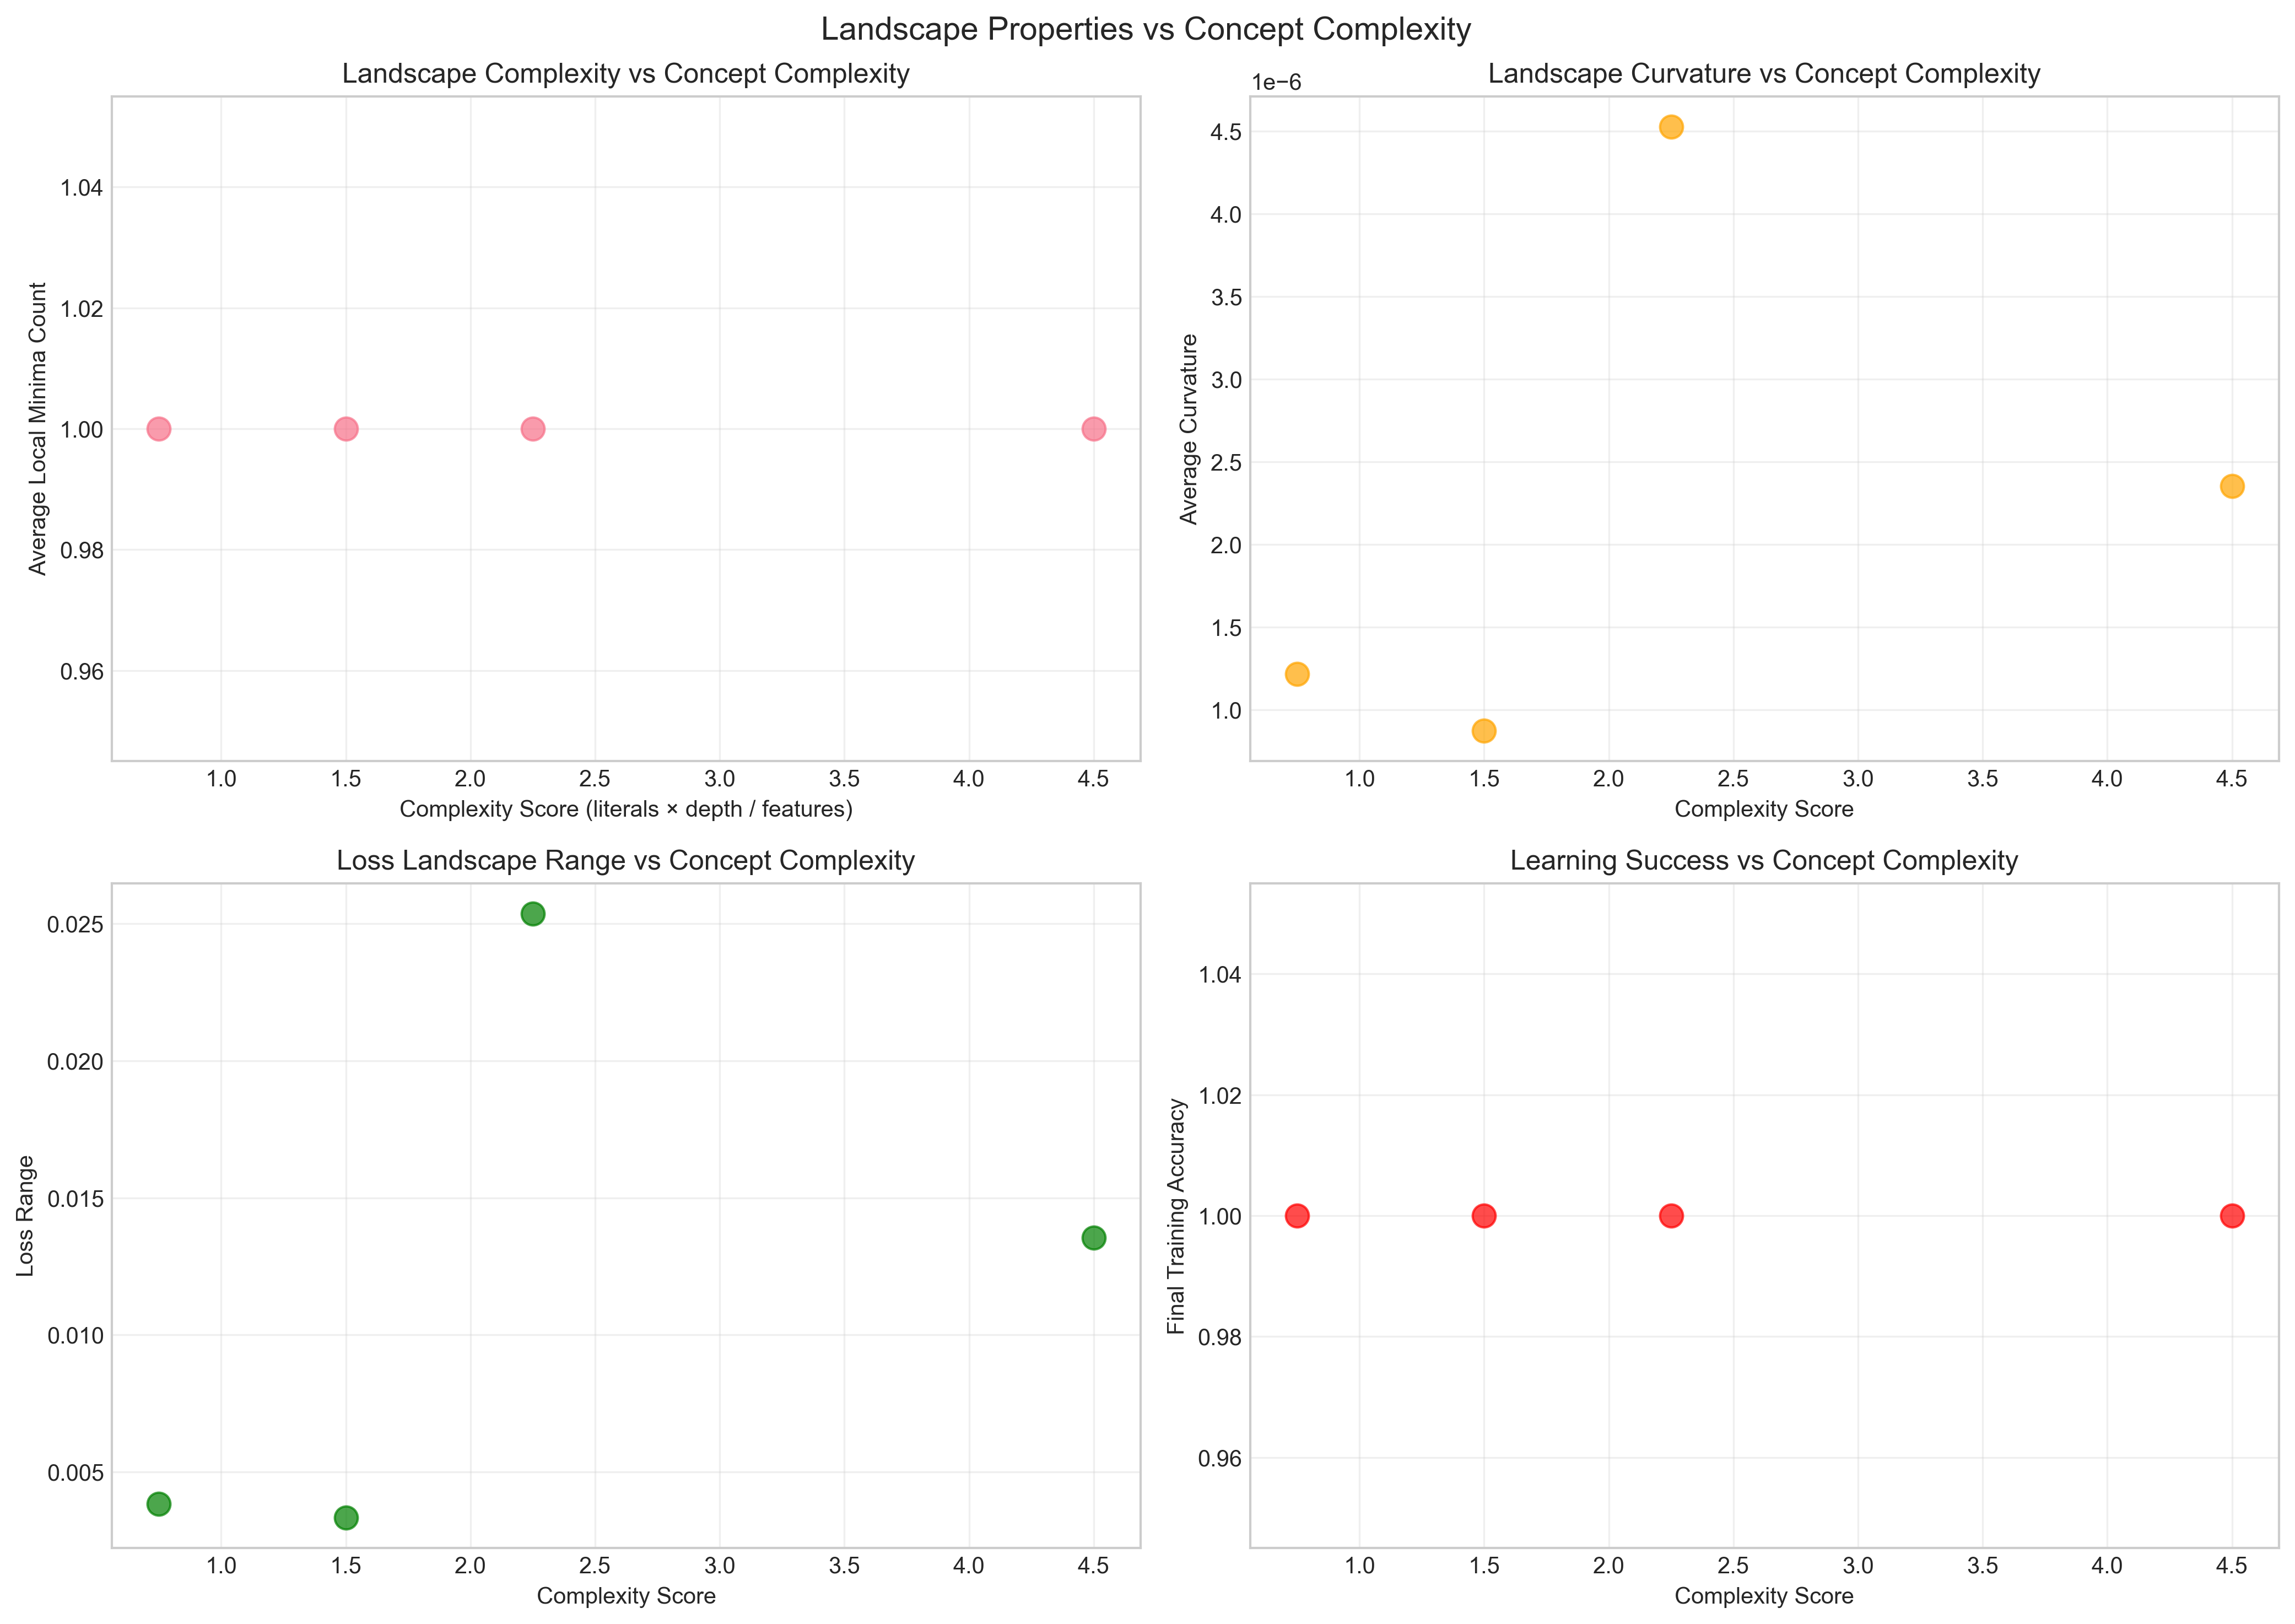 Landscape Properties vs Concept Complexity
Landscape Complexity vs Concept Complexity
Average Local Minima Count
1.04
1.02
1.00
0.98
0.96
1.0 1.5 2.0 2.5 3.0 3.5 4.0 4.5
Complexity Score (literals × depth / features)
Landscape Curvature vs Concept Complexity
1e−6
Average Curvature
4.5
4.0
3.5
3.0
2.5
2.0
1.5
1.0
1.0 1.5 2.0 2.5 3.0 3.5 4.0 4.5
Complexity Score
Loss Landscape Range vs Concept Complexity
Loss Range
0.025
0.020
0.015
0.010
0.005
1.0 1.5 2.0 2.5 3.0 3.5 4.0 4.5
Complexity Score
Learning Success vs Concept Complexity
Final Training Accuracy
1.04
1.02
1.00
0.98
0.96
1.0 1.5 2.0 2.5 3.0 3.5 4.0 4.5
Complexity Score